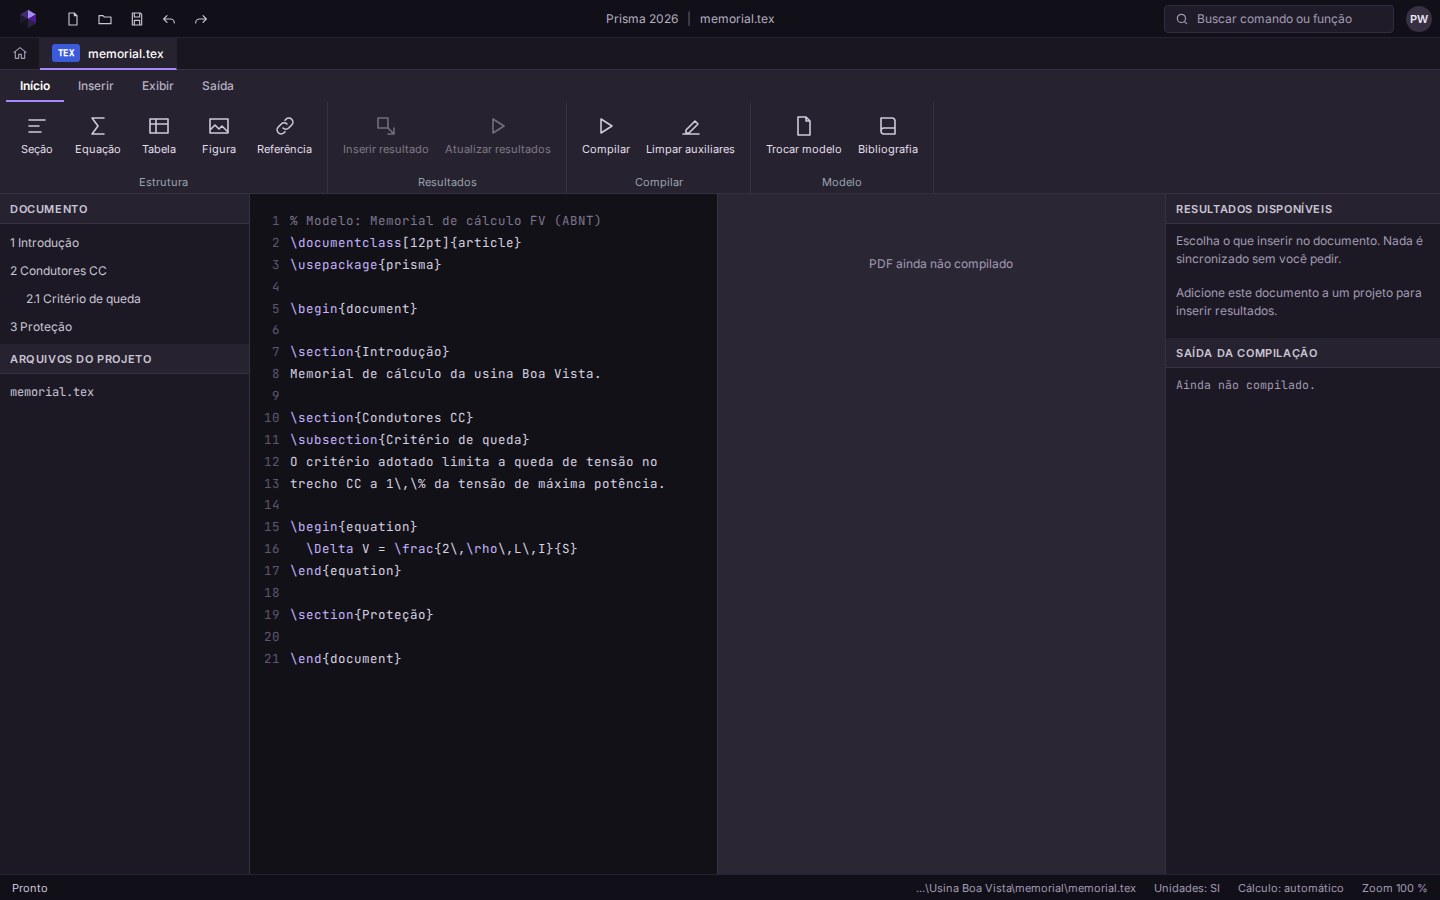 Prisma 2026 | memorial.tex
Buscar comando ou função
PW
TEX memorial.tex
Início Inserir Exibir Saída
Seção Equação Tabela Figura Referência
Inserir resultado Atualizar resultados
Compilar Limpar auxiliares
Trocar modelo Bibliografia
Estrutura Resultados Compilar Modelo
DOCUMENTO
1 Introdução
2 Condutores CC
2.1 Critério de queda
3 Proteção
ARQUIVOS DO PROJETO
memorial.tex
1 % Modelo: Memorial de cálculo FV (ABNT)
2 \documentclass[12pt]{article}
3 \usepackage{prisma}
4
5 \begin{document}
6
7 \section{Introdução}
8 Memorial de cálculo da usina Boa Vista.
9
10 \section{Condutores CC}
11 \subsection{Critério de queda}
12 O critério adotado limita a queda de tensão no
13 trecho CC a 1\,\% da tensão de máxima potência.
14
15 \begin{equation}
16 \Delta V = \frac{2\,\rho\,L\,I}{S}
17 \end{equation}
18
19 \section{Proteção}
20
21 \end{document}
PDF ainda não compilado
RESULTADOS DISPONÍVEIS
Escolha o que inserir no documento. Nada é
sincronizado sem você pedir.
Adicione este documento a um projeto para
inserir resultados.
SAÍDA DA COMPILAÇÃO
Ainda não compilado.
Pronto
...\Usina Boa Vista\memorial\memorial.tex Unidades: SI Cálculo: automático Zoom 100 %